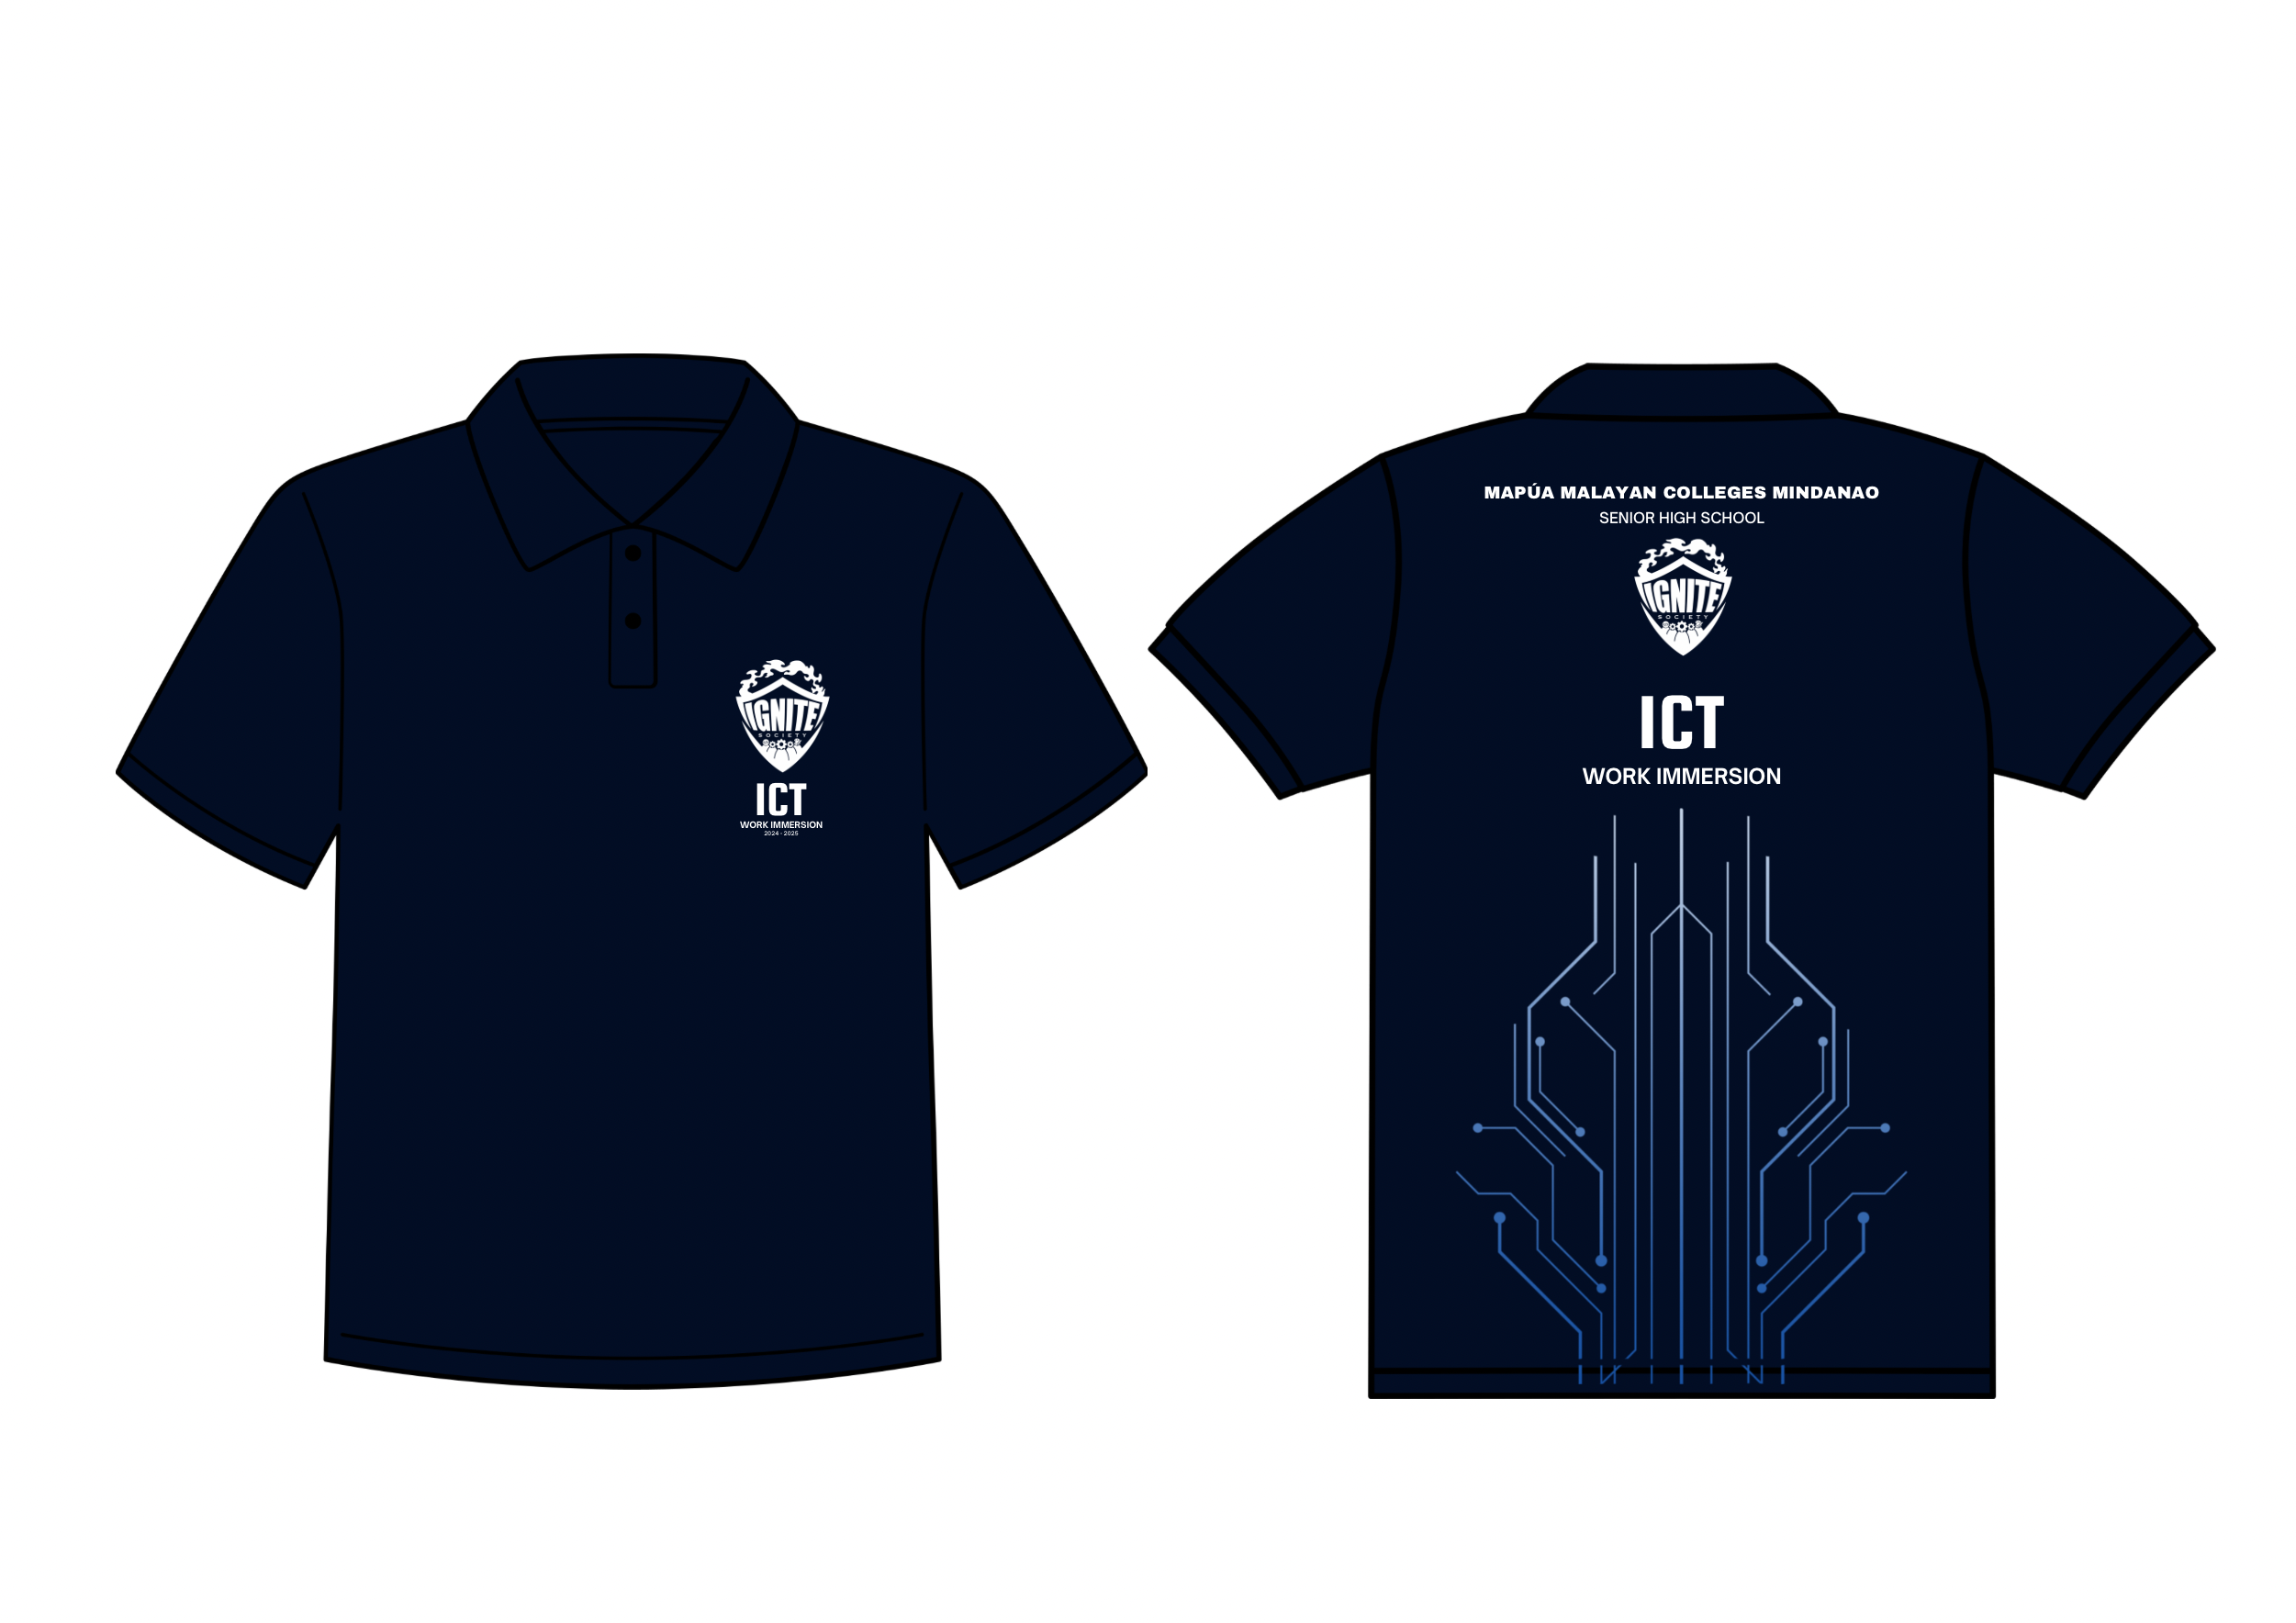 IGNITE
SOCIETY
ICT
WORK IMMERSION
2024 - 2025
MAPÚA MALAYAN COLLEGES MINDANAO
SENIOR HIGH SCHOOL
IGNITE
SOCIETY
ICT
WORK IMMERSION